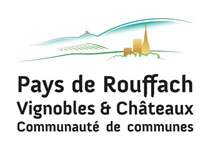 Pays de Rouffach
Vignobles & Châteaux
Communauté de communes